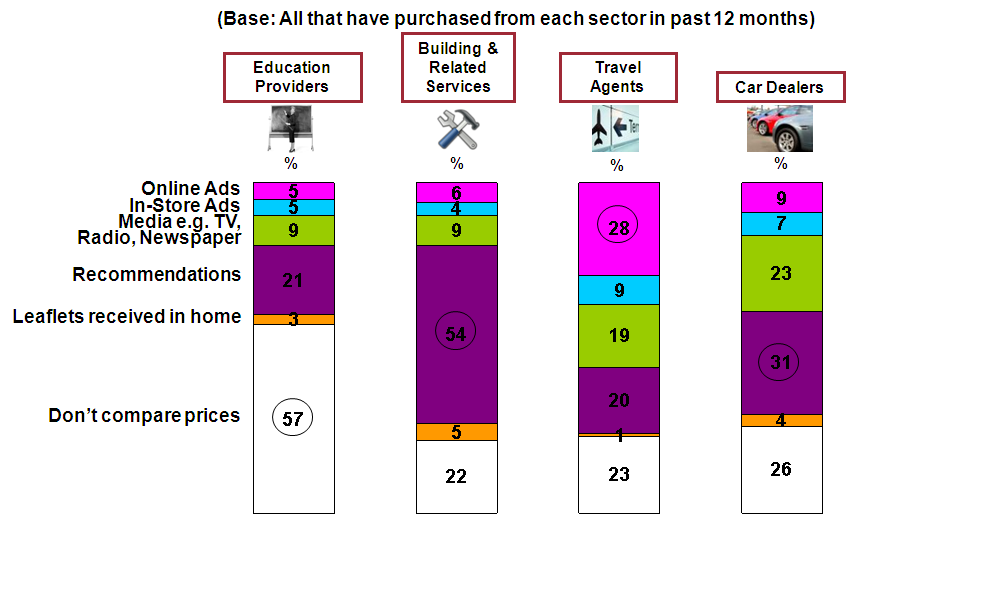 (Base: All that have purchased from each sector in past 12 months)
Education
Providers
Building &
Related
Services
Travel
Agents
Car Dealers
%
%
%
%
Online Ads
In-Store Ads
Media e.g. TV,
Radio, Newspaper
Recommendations
Leaflets received in home
Don’t compare prices
5
5
9
21
3
57
6
4
9
54
5
22
28
9
19
20
1
23
9
7
23
31
4
26